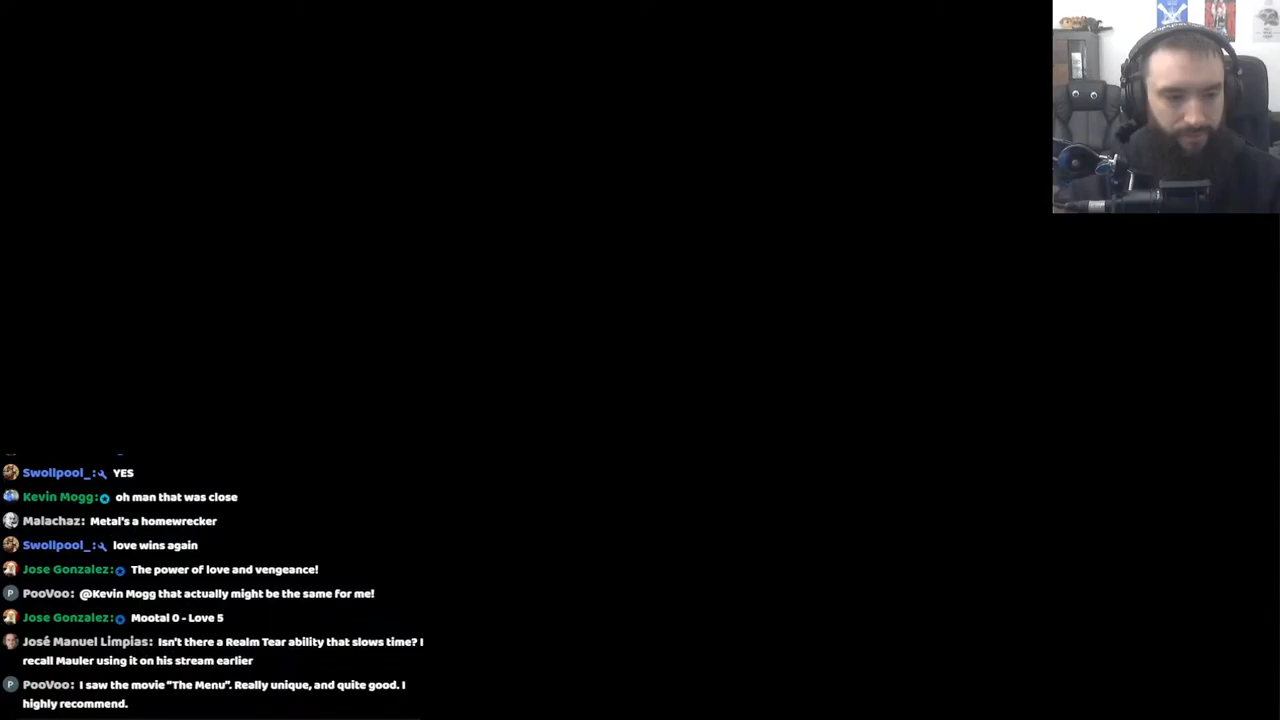 Swollpool_: YES
Kevin Mogg: oh man that was close
Malachaz: Metal's a homewrecker
Swollpool_: love wins again
Jose Gonzalez: The power of love and vengeance!
P PooVoo: @Kevin Mogg that actually might be the same for me!
Jose Gonzalez: Mootal 0 - Love 5
José Manuel Limpias: Isn't there a Realm Tear ability that slows time? I
recall Mauler using it on his stream earlier
P PooVoo: I saw the movie "The Menu". Really unique, and quite good. I
highly recommend.